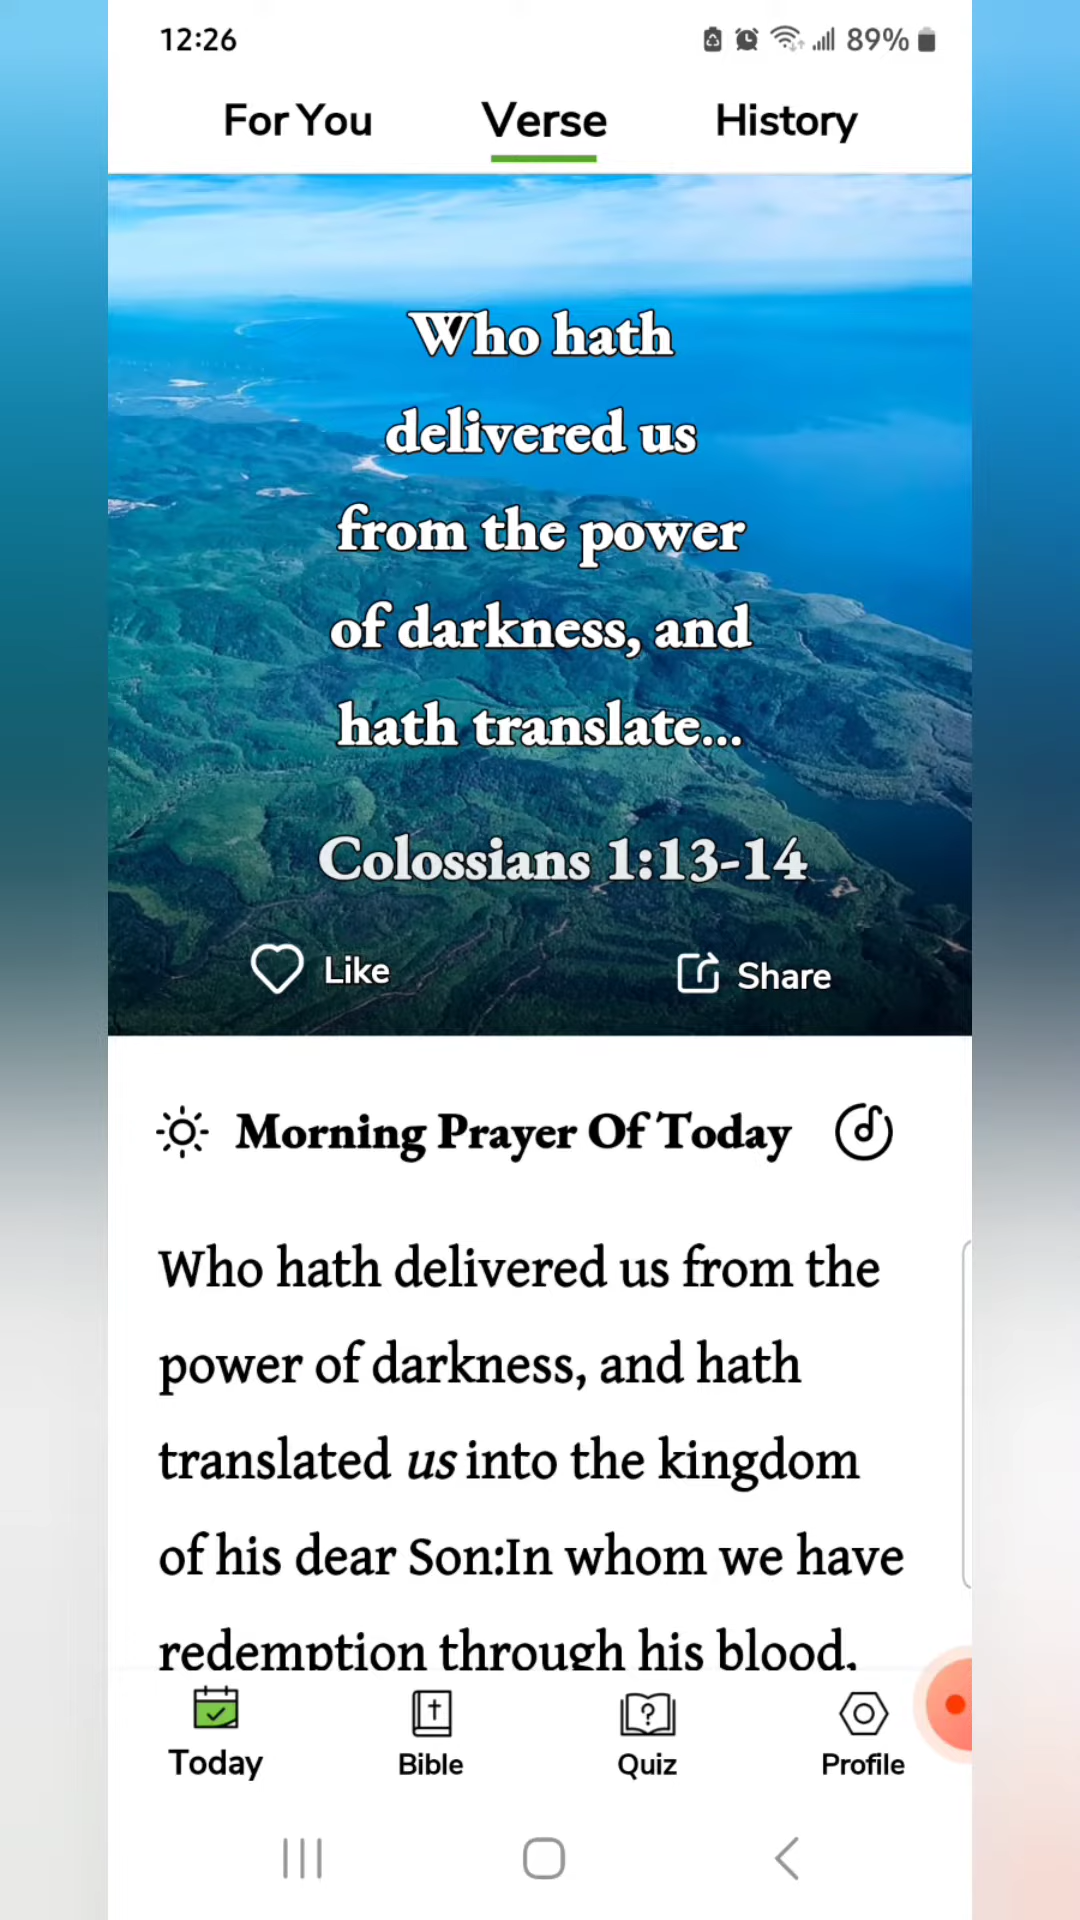 12:26
89%
For You
Verse
History
Who hath
delivered us
from the power
of darkness, and
hath translate...
Colossians 1:13-14
Like
Share
Morning Prayer Of Today
Who hath delivered us from the
power of darkness, and hath
translated us into the kingdom
of his dear Son:In whom we have
redemption through his blood,
Today
Bible
Quiz
Profile